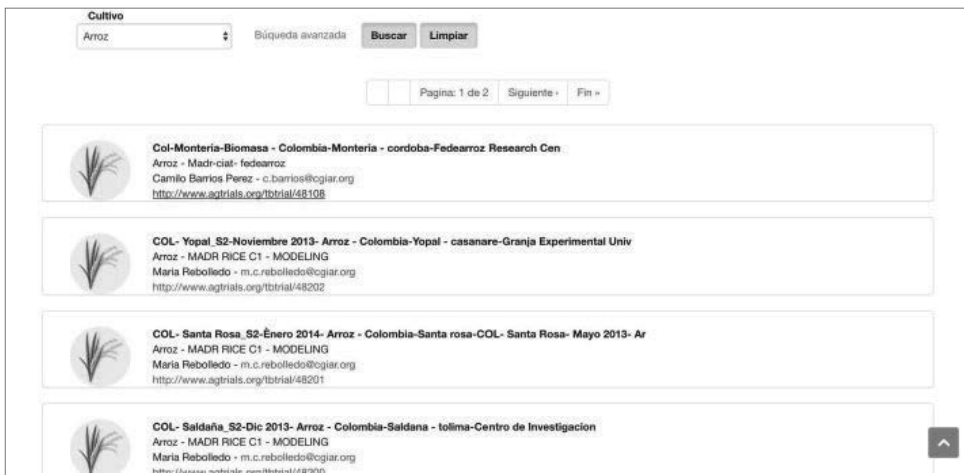 Cultivo
Arroz
Búqueda avanzada
Buscar
Limpiar
Pagina: 1 de 2
Siguiente ›
Fin »
Col-Monteria-Biomasa - Colombia-Monteria - cordoba-Fedearroz Research Cen
Arroz - Madr-ciat- fedearroz
Camilo Barrios Perez - c.barrios@cgiar.org
http://www.agtrials.org/tbtrial/48108
COL- Yopal_S2-Noviembre 2013- Arroz - Colombia-Yopal - casanare-Granja Experimental Univ
Arroz - MADR RICE C1 - MODELING
Maria Rebolledo - m.c.rebolledo@cgiar.org
http://www.agtrials.org/tbtrial/48202
COL- Santa Rosa_S2-Enero 2014- Arroz - Colombia-Santa rosa-COL- Santa Rosa- Mayo 2013- Ar
Arroz - MADR RICE C1 - MODELING
Maria Rebolledo - m.c.rebolledo@cgiar.org
http://www.agtrials.org/tbtrial/48201
COL- Saldaña_S2-Dic 2013- Arroz - Colombia-Saldana - tolima-Centro de Investigacion
Arroz - MADR RICE C1 - MODELING
Maria Rebolledo - m.c.rebolledo@cgiar.org
http://www.agtrials.org/tbtrial/48200